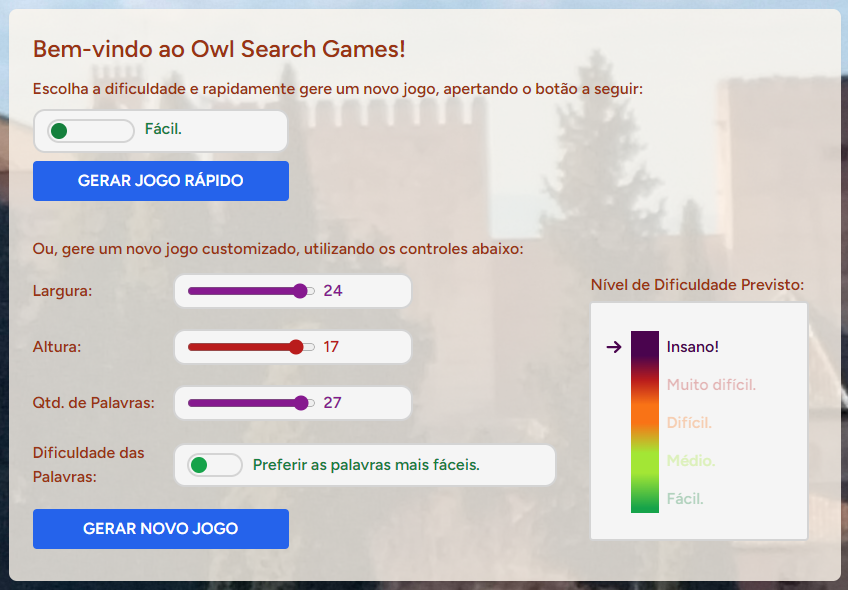 Bem-vindo ao Owl Search Games!
Escolha a dificuldade e rapidamente gere um novo jogo, apertando o botão a seguir:
Fácil.
GERAR JOGO RÁPIDO
Ou, gere um novo jogo customizado, utilizando os controles abaixo:
Largura:
24
Altura:
17
Qtd. de Palavras:
27
Dificuldade das
Palavras:
Preferir as palavras mais fáceis.
GERAR NOVO JOGO
Nível de Dificuldade Previsto:
Insano!
Muito difícil.
Difícil.
Médio.
Fácil.